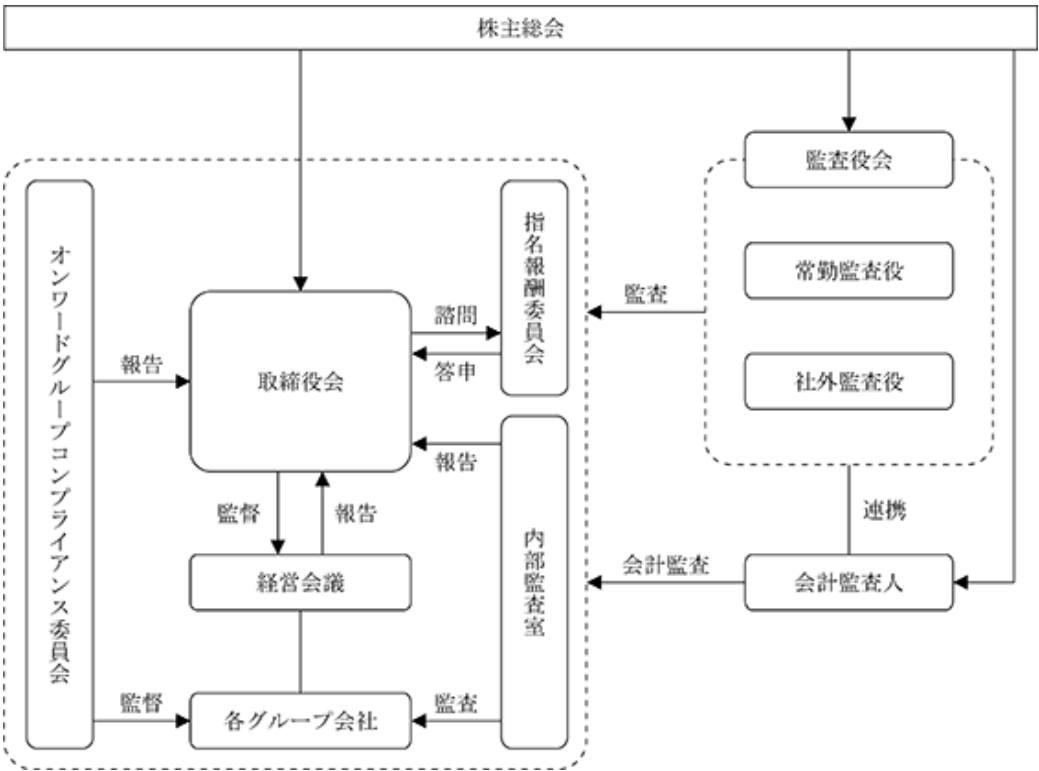 株主総会
監査役会
常勤監査役
社外監査役
監査
連携
会計監査人
会計監査
オンワードグループコンプライアンス委員会
報告
監督
取締役会
諮問
答申
指名報酬委員会
報告
内部監査室
監督
報告
経営会議
各グループ会社
監査